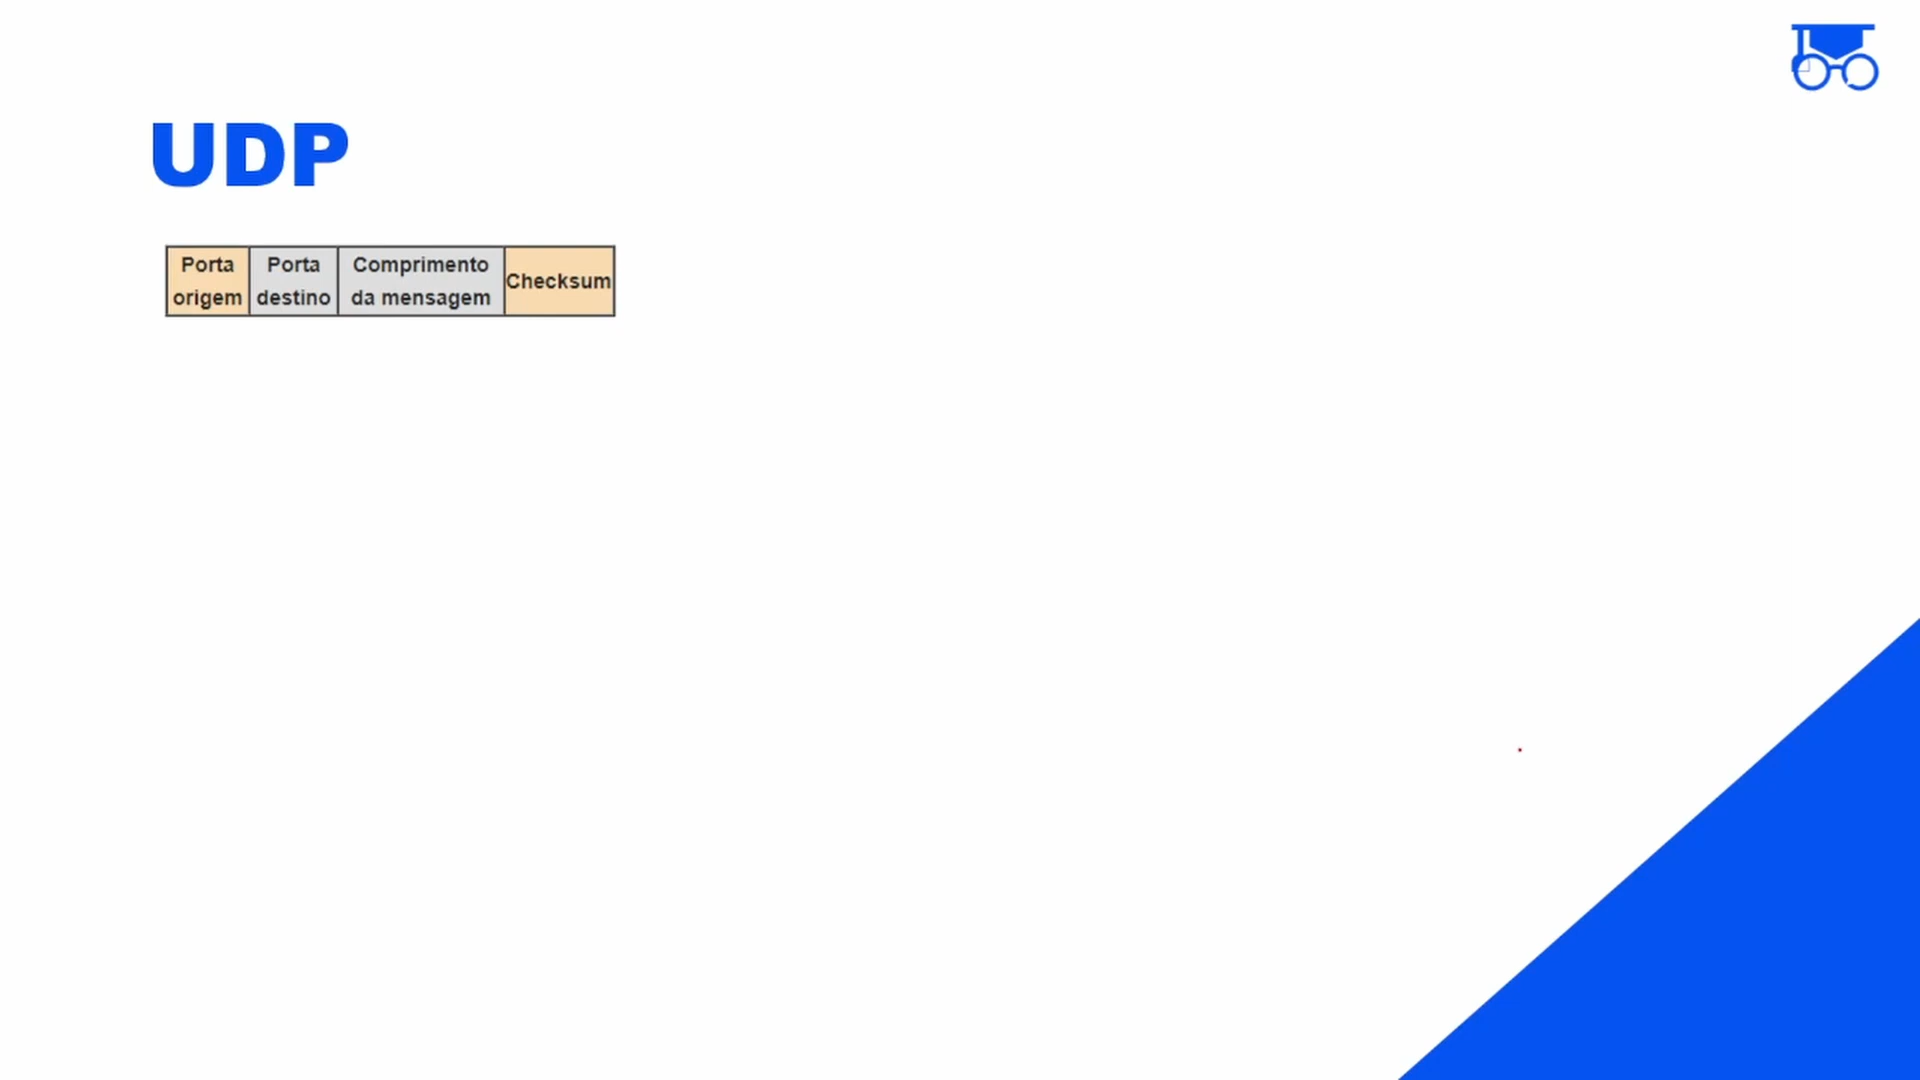 UDP
Porta origem
Porta destino
Comprimento da mensagem
Checksum